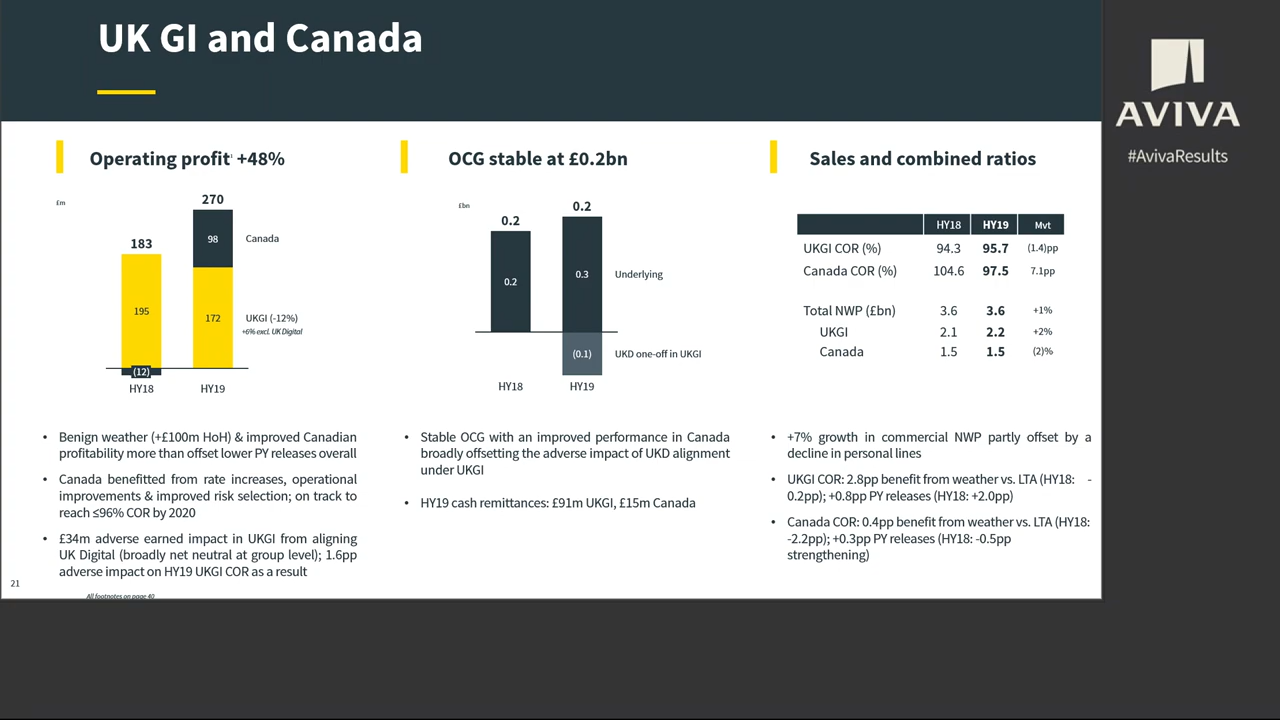 UK GI and Canada
AVIVA
#AvivaResults
Operating profit¹ +48%
£m
183
195
(12)
HY18
270
98
172
HY19
Canada
UKGI (-12%)
+6% excl. UK Digital
• Benign weather (+£100m HoH) & improved Canadian
profitability more than offset lower PY releases overall
• Canada benefitted from rate increases, operational
improvements & improved risk selection; on track to
reach ≤96% COR by 2020
• £34m adverse earned impact in UKGI from aligning
UK Digital (broadly net neutral at group level); 1.6pp
adverse impact on HY19 UKGI COR as a result
OCG stable at £0.2bn
£bn
0.2
0.2
HY18
0.2
0.3
(0.1)
HY19
Underlying
UKD one-off in UKGI
• Stable OCG with an improved performance in Canada
broadly offsetting the adverse impact of UKD alignment
under UKGI
• HY19 cash remittances: £91m UKGI, £15m Canada
Sales and combined ratios
HY18 HY19 Mvt
UKGI COR (%) 94.3 95.7 (1.4)pp
Canada COR (%) 104.6 97.5 7.1pp
Total NWP (£bn) 3.6 3.6 +1%
UKGI 2.1 2.2 +2%
Canada 1.5 1.5 (2)%
• +7% growth in commercial NWP partly offset by a
decline in personal lines
• UKGI COR: 2.8pp benefit from weather vs. LTA (HY18: -
0.2pp); +0.8pp PY releases (HY18: +2.0pp)
• Canada COR: 0.4pp benefit from weather vs. LTA (HY18:
-2.2pp); +0.3pp PY releases (HY18: -0.5pp
strengthening)
21
All footnotes on page 40